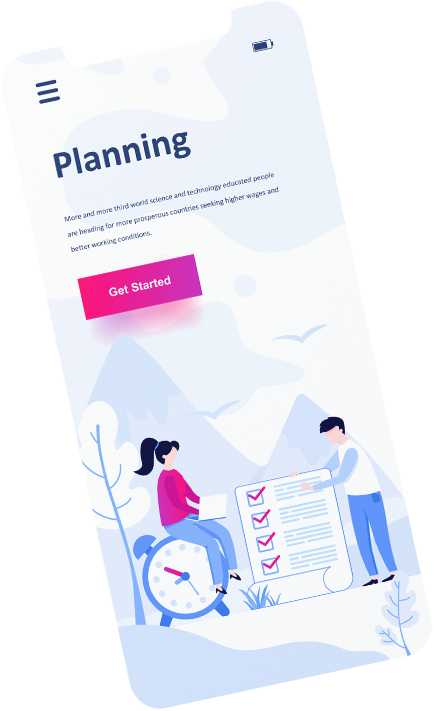 Planning
More and more third world science and technology educated people
are heading for more prosperous countries seeking higher wages and
better working conditions.
Get Started